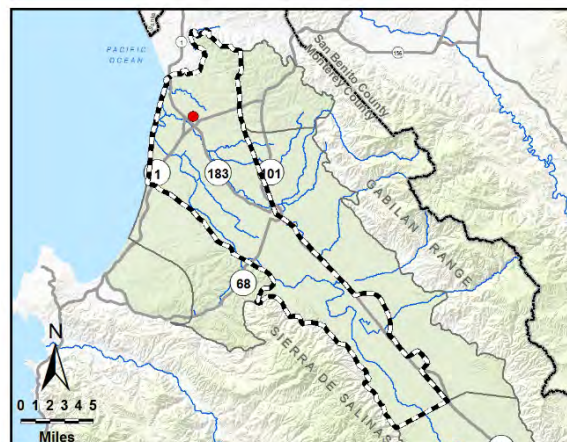 1
PACIFIC
OCEAN
San Benito County
Monterey County
156
1
183
101
GABILAN RANGE
68
SIERRA DE SALINAS
N
0 1 2 3 4 5
Miles